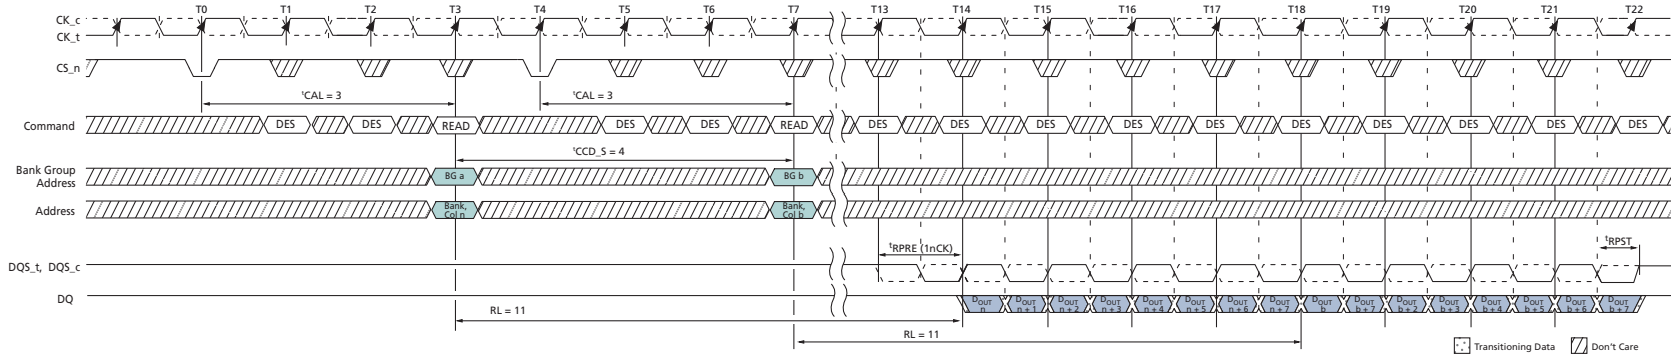 T0 T1 T2 T3 T4 T5 T6 T7 T13 T14 T15 T16 T17 T18 T19 T20 T21 T22
CK_c
CK_t
CS_n
tCAL = 3 tCAL = 3
Command DES DES READ DES DES READ DES DES DES DES DES DES DES DES DES DES
tCCD_S = 4
Bank Group
Address BG a BG b
Address Bank, Col n Bank, Col b
tRPRE (1nCK) tRPST
DQS_t, DQS_c
DQ DOUT n DOUT n + 1 DOUT n + 2 DOUT n + 3 DOUT n + 4 DOUT n + 5 DOUT n + 6 DOUT n + 7 DOUT b DOUT b + 7 DOUT b + 2 DOUT b + 3 DOUT b + 4 DOUT b + 5 DOUT b + 6 DOUT b + 7
RL = 11
RL = 11
Transitioning Data Don't Care